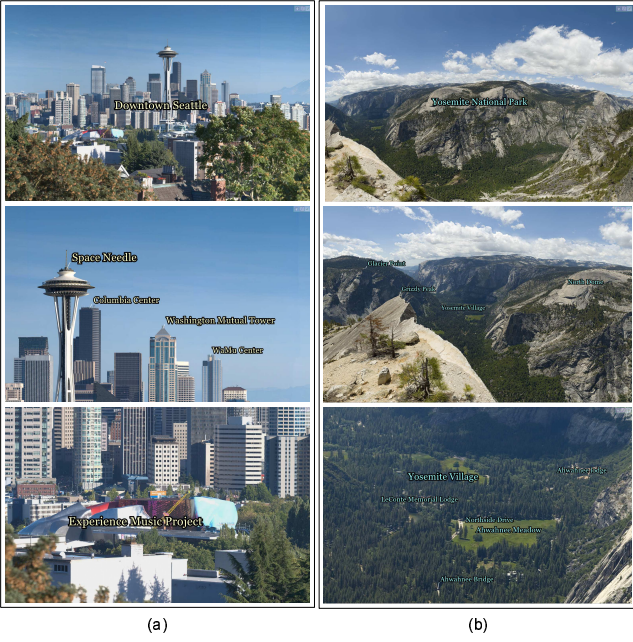 Downtown Seattle
Space Needle
Columbia Center
Washington Mutual Tower
WaMu Center
Experience Music Project
(a)
Yosemite National Park
Glacier Point
Grizzly Peak
North Dome
Yosemite Village
Yosemite Village
Ahwahnee Lodge
LeConte Memorial Lodge
Northside Drive
Ahwahnee Meadow
Ahwahnee Bridge
(b)